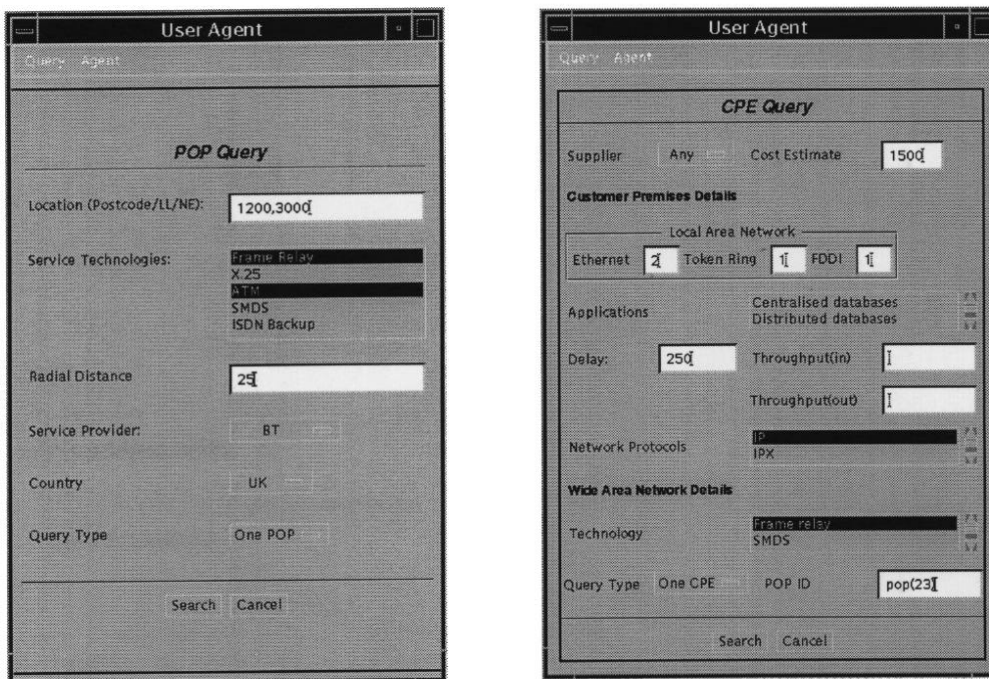 User Agent
Query Agent
POP Query
Location (Postcode/LL/NE): 1200,3000
Service Technologies: Frame Relay
X.25
ATM
SMDS
ISDN Backup
Radial Distance 25
Service Provider: BT
Country UK
Query Type One POP
Search Cancel
User Agent
Query Agent
CPE Query
Supplier Any Cost Estimate 1500
Customer Premises Details
Local Area Network
Ethernet 2 Token Ring 1 FDDI 1
Applications Centralised databases
Distributed databases
Delay: 250 Throughput(in)
Throughput(out)
Network Protocols IP
IPX
Wide Area Network Details
Technology Frame relay
SMDS
Query Type One CPE POP ID pop(23)
Search Cancel